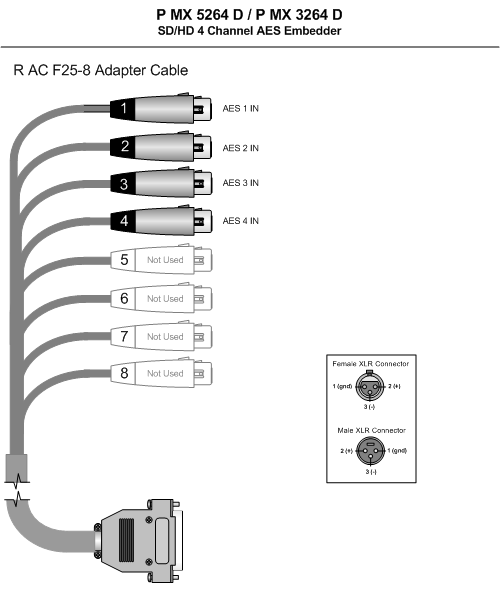 P MX 5264 D / P MX 3264 D
SD/HD 4 Channel AES Embedder
R AC F25-8 Adapter Cable
1 AES 1 IN
2 AES 2 IN
3 AES 3 IN
4 AES 4 IN
5 Not Used
6 Not Used
7 Not Used
8 Not Used
Female XLR Connector
1 (gnd) 2 (+)
3 (-)
Male XLR Connector
2 (+) 1 (gnd)
3 (-)